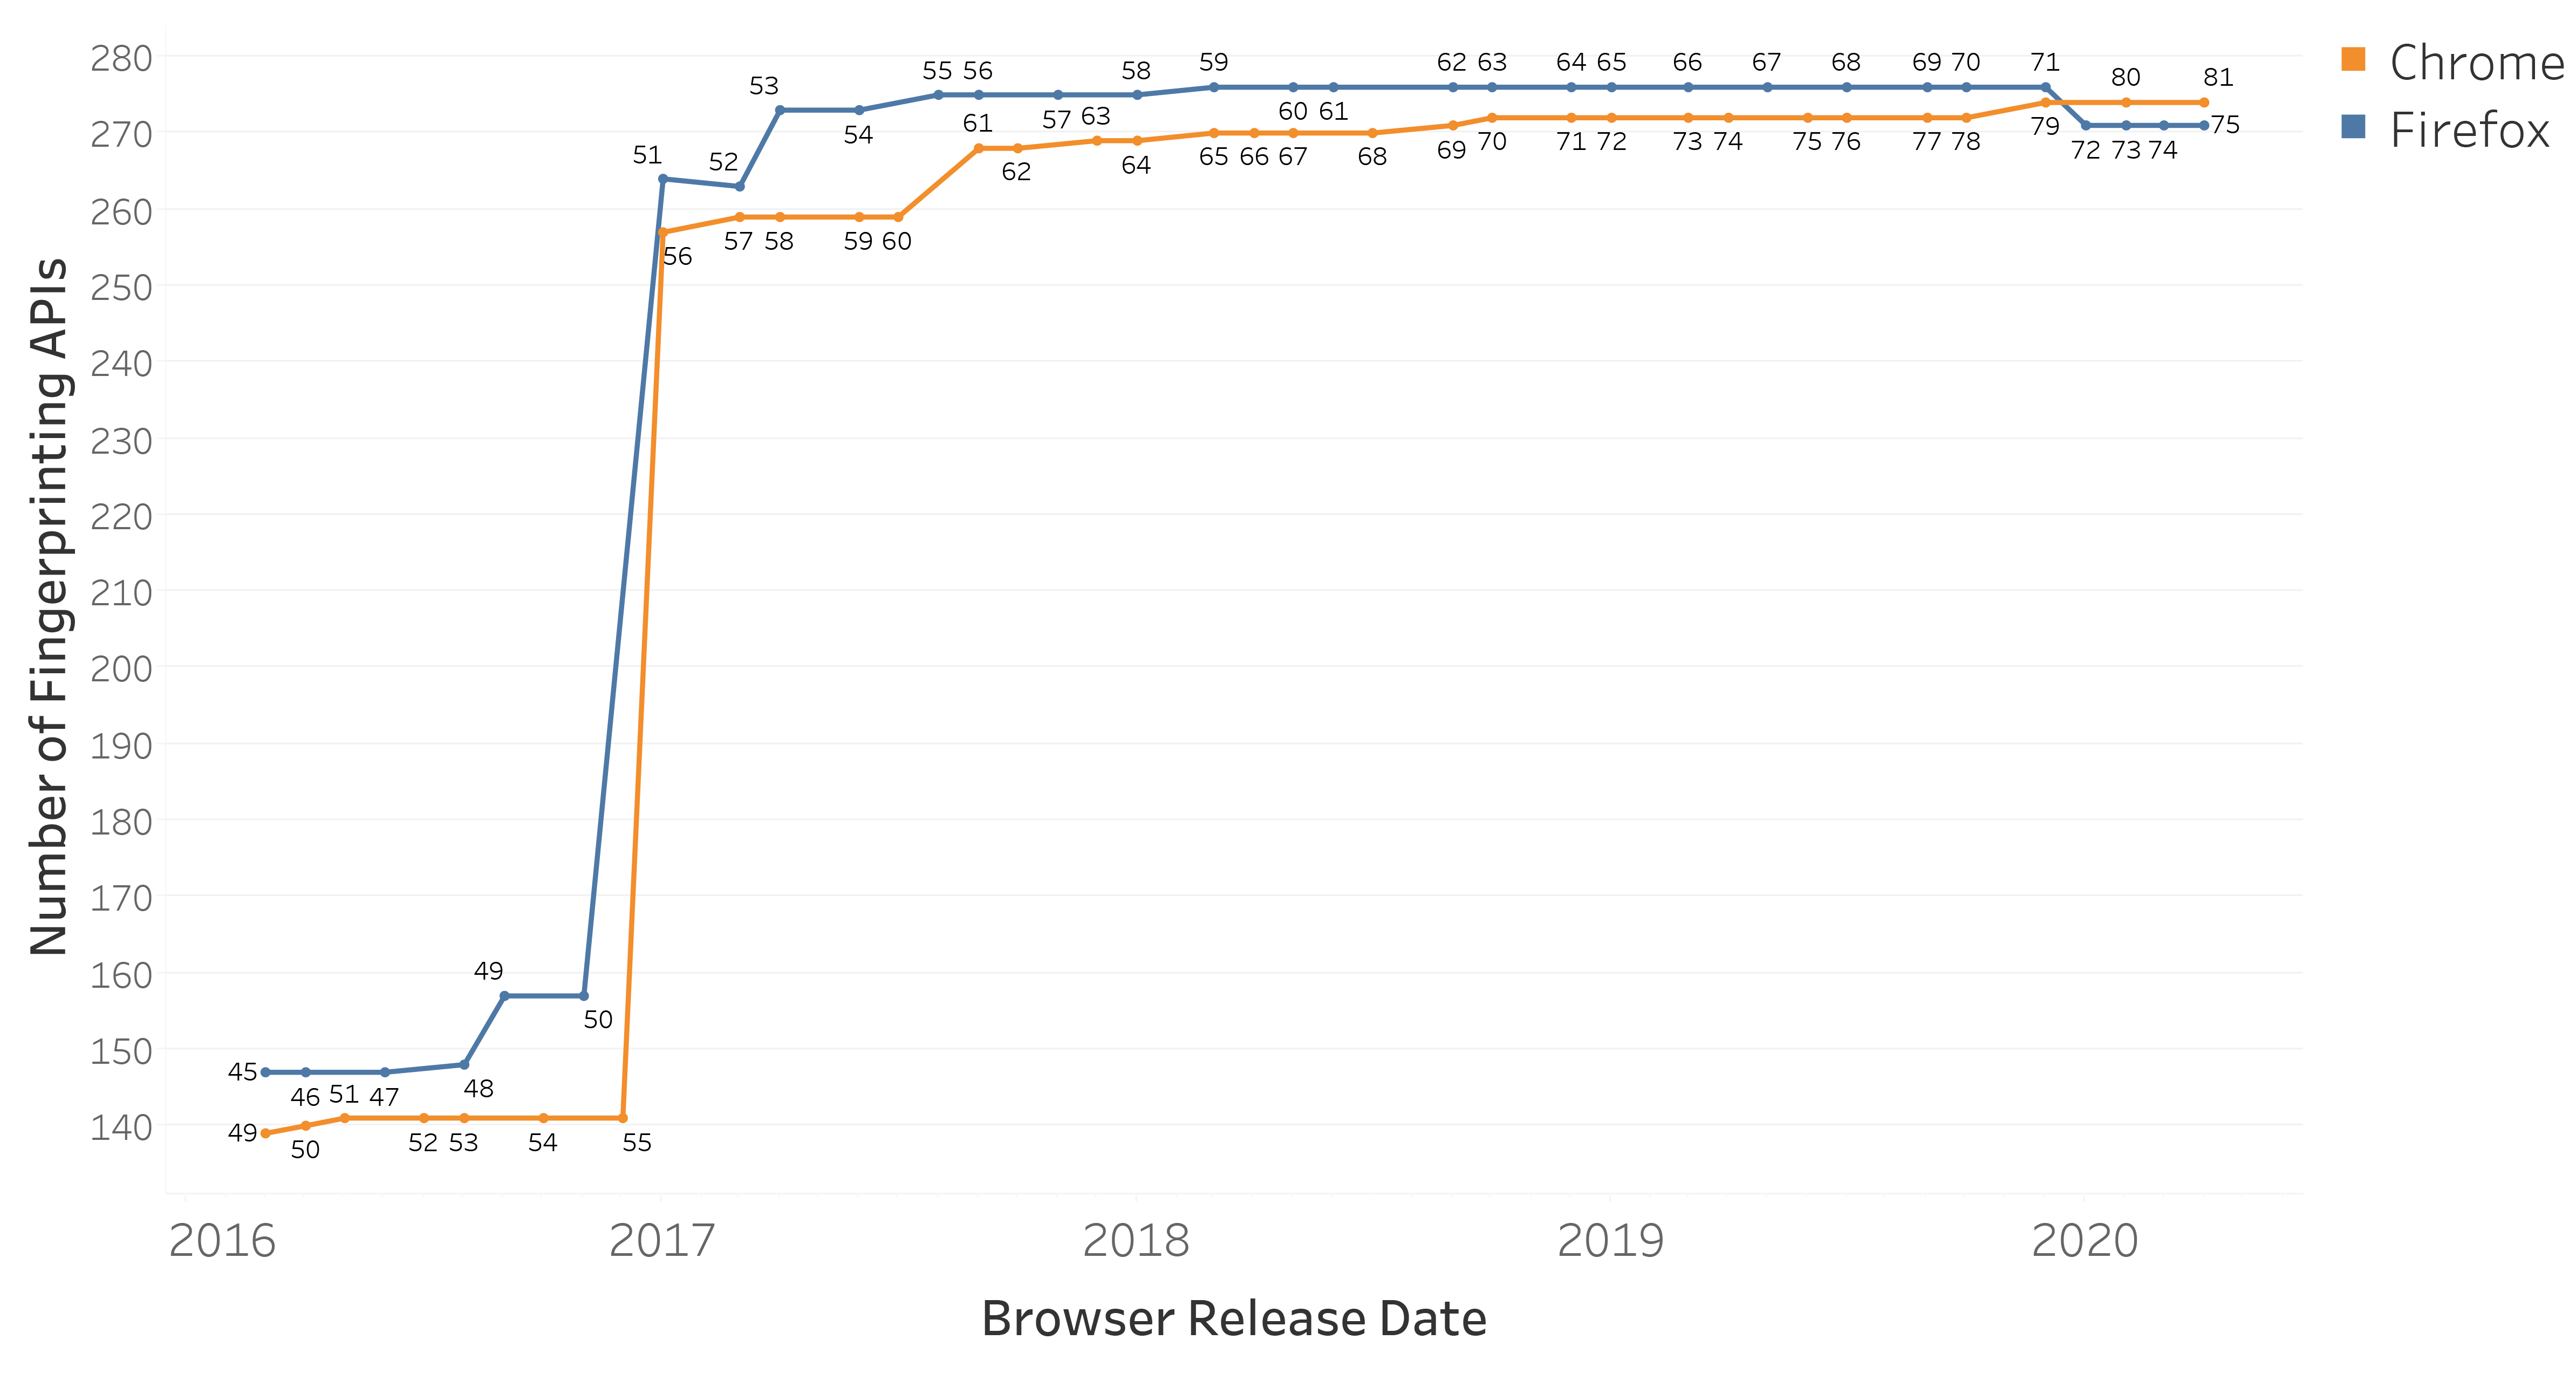 280
270
260
250
240
230
220
210
200
190
180
170
160
150
140
Number of Fingerprinting APIs
59 62 63 64 65 66 67 68 69 70 71
55 56 58
53
80 81
60 61
57 63
61
54
79
75
51
52
62
64
65 66 67 68 69
70 71 72 73 74 75 76 77 78
72 73 74
57 58 59 60
56
49
50
45
46 51 47
48
49
50
52 53 54 55
2016 2017 2018 2019 2020
Browser Release Date
Chrome
Firefox